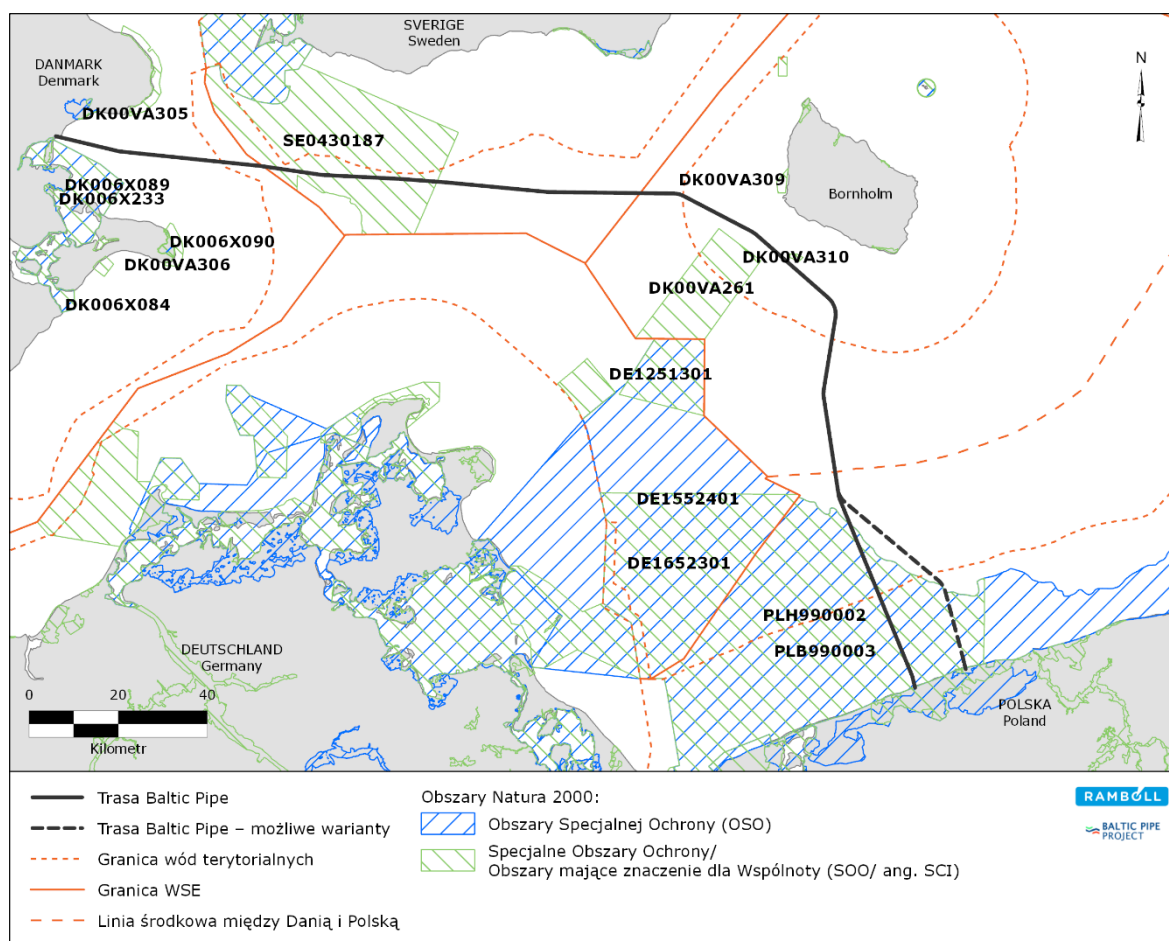 SVERIGE
Sweden
DANMARK
Denmark
N
DK00VA305
SE0430187
DK006X089
DK006X233
DK00VA309
Bornholm
DK006X090
DK00VA306
DK00VA310
DK006X084
DK00VA261
DE1251301
DE1552401
DE1652301
PLH990002
PLB990003
DEUTSCHLAND
Germany
POLSKA
Poland
0 20 40
Kilometr
Trasa Baltic Pipe
Trasa Baltic Pipe – możliwe warianty
Granica wód terytorialnych
Granica WSE
Linia środkowa między Danią i Polską
Obszary Natura 2000:
Obszary Specjalnej Ochrony (OSO)
Specjalne Obszary Ochrony/
Obszary mające znaczenie dla Wspólnoty (SOO/ ang. SCI)
RAMBOLL
BALTIC PIPE
PROJECT